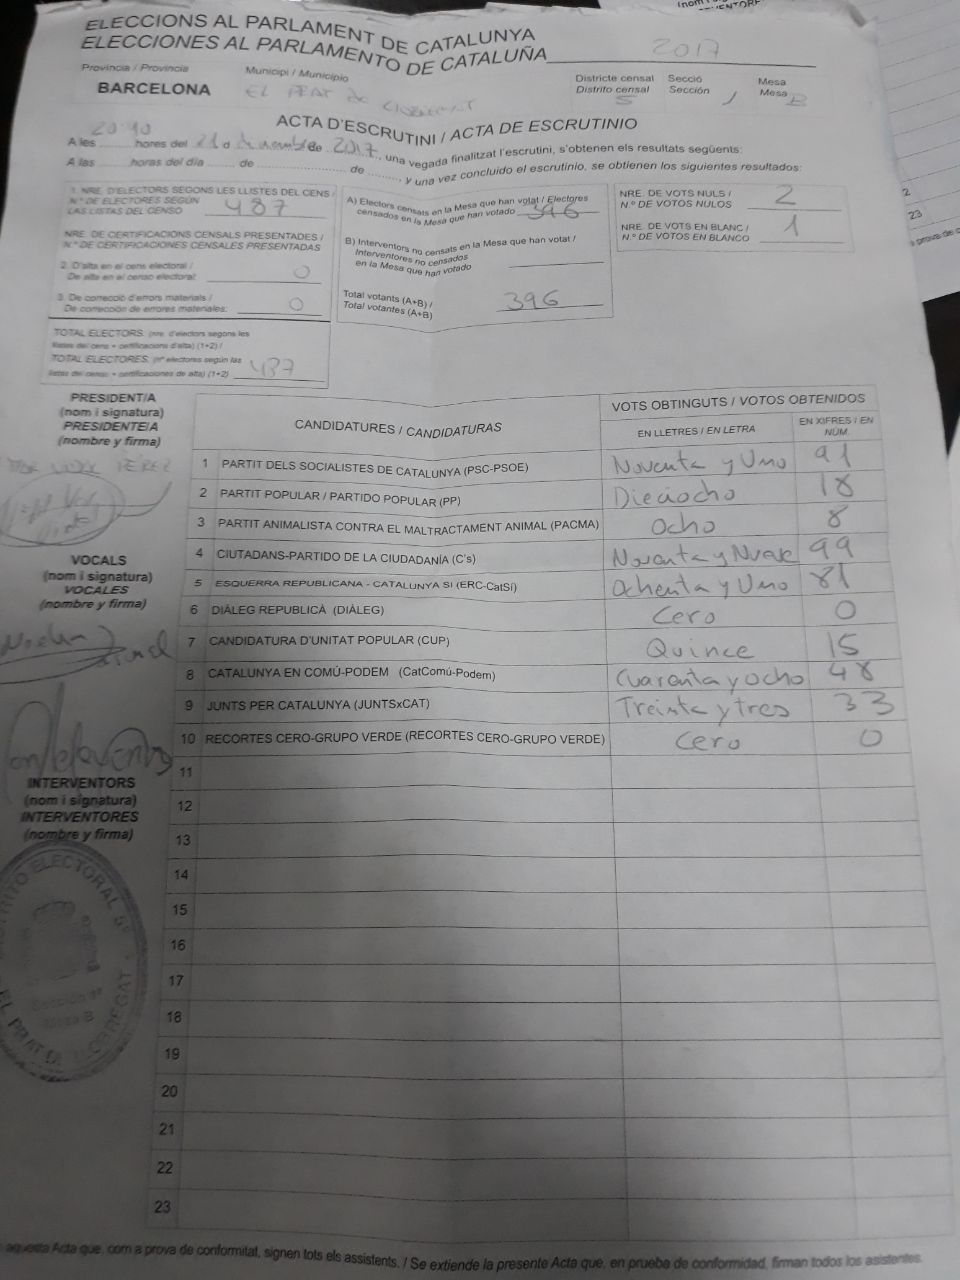 ELECCIONS AL PARLAMENT DE CATALUNYA
ELECCIONES AL PARLAMENTO DE CATALUÑA 2017
Província / Provincia
BARCELONA
Municipi / Municipio
EL PRAT de LLOBREGAT
Districte censal
Distrito censal
5
Secció
Sección
1
Mesa
Mesa B
ACTA D'ESCRUTINI / ACTA DE ESCRUTINIO
20:40
A les ........ hores del 21 d ........ de 2017, una vegada finalitzat l'escrutini, s'obtenen els resultats següents:
A las ........ horas del día ........ de ........ de ........ y una vez concluido el escrutinio, se obtienen los siguientes resultados:
1. NRE. D'ELECTORS SEGONS LES LLISTES DEL CENS /
N.º DE ELECTORES SEGÚN
LAS LISTAS DEL CENSO 487
NRE. DE CERTIFICACIONS CENSALS PRESENTADES /
N.º DE CERTIFICACIONES CENSALES PRESENTADAS
2. D'alta en el cens electoral /
De alta en el censo electoral: 0
3. De correcció d'errors materials /
De corrección de errores materiales: 0
TOTAL ELECTORS: (nre. d'electors segons les
llistes del cens + certificacions d'alta) (1+2) /
TOTAL ELECTORES: (nº electores según las
listas del censo + certificaciones de alta) (1+2) 487
A) Electors censats en la Mesa que han votat / Electores
censados en la Mesa que han votado 396
B) Interventors no censats en la Mesa que han votat /
Interventores no censados
en la Mesa que han votado
Total votants (A+B) /
Total votantes (A+B) 396
NRE. DE VOTS NULS /
N.º DE VOTOS NULOS 2
NRE. DE VOTS EN BLANC /
N.º DE VOTOS EN BLANCO 1
PRESIDENT/A
(nom i signatura)
PRESIDENTE/A
(nombre y firma)
VOCALS
(nom i signatura)
VOCALES
(nombre y firma)
INTERVENTORS
(nom i signatura)
INTERVENTORES
(nombre y firma)
DISTRITO ELECTORAL 5º
Sección 1ª
Mesa B
EL PRAT DE LLOBREGAT
CANDIDATURES / CANDIDATURAS
VOTS OBTINGUTS / VOTOS OBTENIDOS
EN LLETRES / EN LETRA
EN XIFRES / EN
NÚM.
1 PARTIT DELS SOCIALISTES DE CATALUNYA (PSC-PSOE) Noventa y Uno 91
2 PARTIT POPULAR / PARTIDO POPULAR (PP) Dieciocho 18
3 PARTIT ANIMALISTA CONTRA EL MALTRACTAMENT ANIMAL (PACMA) Ocho 8
4 CIUTADANS-PARTIDO DE LA CIUDADANÍA (C's) Noventa y Nueve 99
5 ESQUERRA REPUBLICANA - CATALUNYA SI (ERC-CatSí) Ochenta y Uno 81
6 DIÀLEG REPUBLICÀ (DIÀLEG) Cero 0
7 CANDIDATURA D'UNITAT POPULAR (CUP) Quince 15
8 CATALUNYA EN COMÚ-PODEM (CatComú-Podem) Cuarenta y ocho 48
9 JUNTS PER CATALUNYA (JUNTSxCAT) Treinta y tres 33
10 RECORTES CERO-GRUPO VERDE (RECORTES CERO-GRUPO VERDE) Cero 0
11
12
13
14
15
16
17
18
19
20
21
22
23
aquesta Acta que, com a prova de conformitat, signen tots els assistents. / Se extiende la presente Acta que, en prueba de conformidad, firman todos los asistentes.